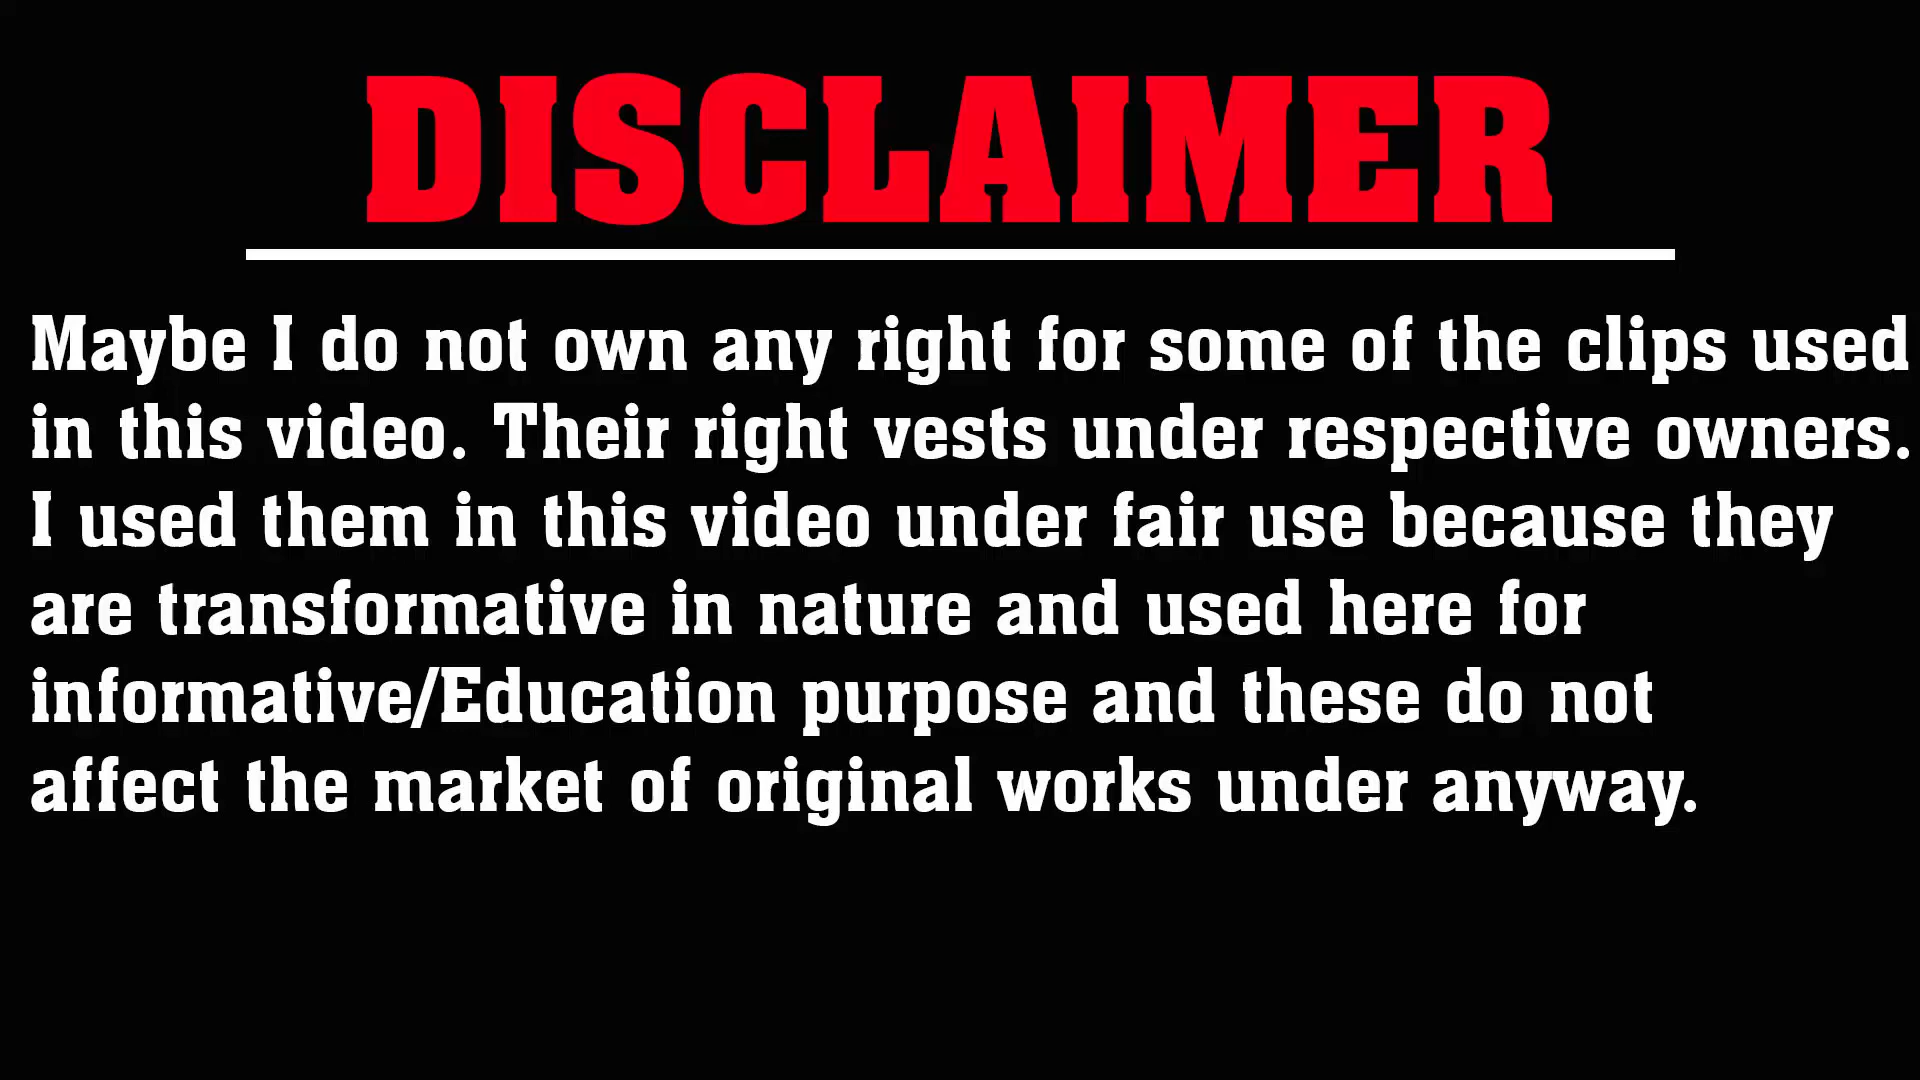 DISCLAIMER
Maybe I do not own any right for some of the clips used
in this video. Their right vests under respective owners.
I used them in this video under fair use because they
are transformative in nature and used here for
informative/Education purpose and these do not
affect the market of original works under anyway.